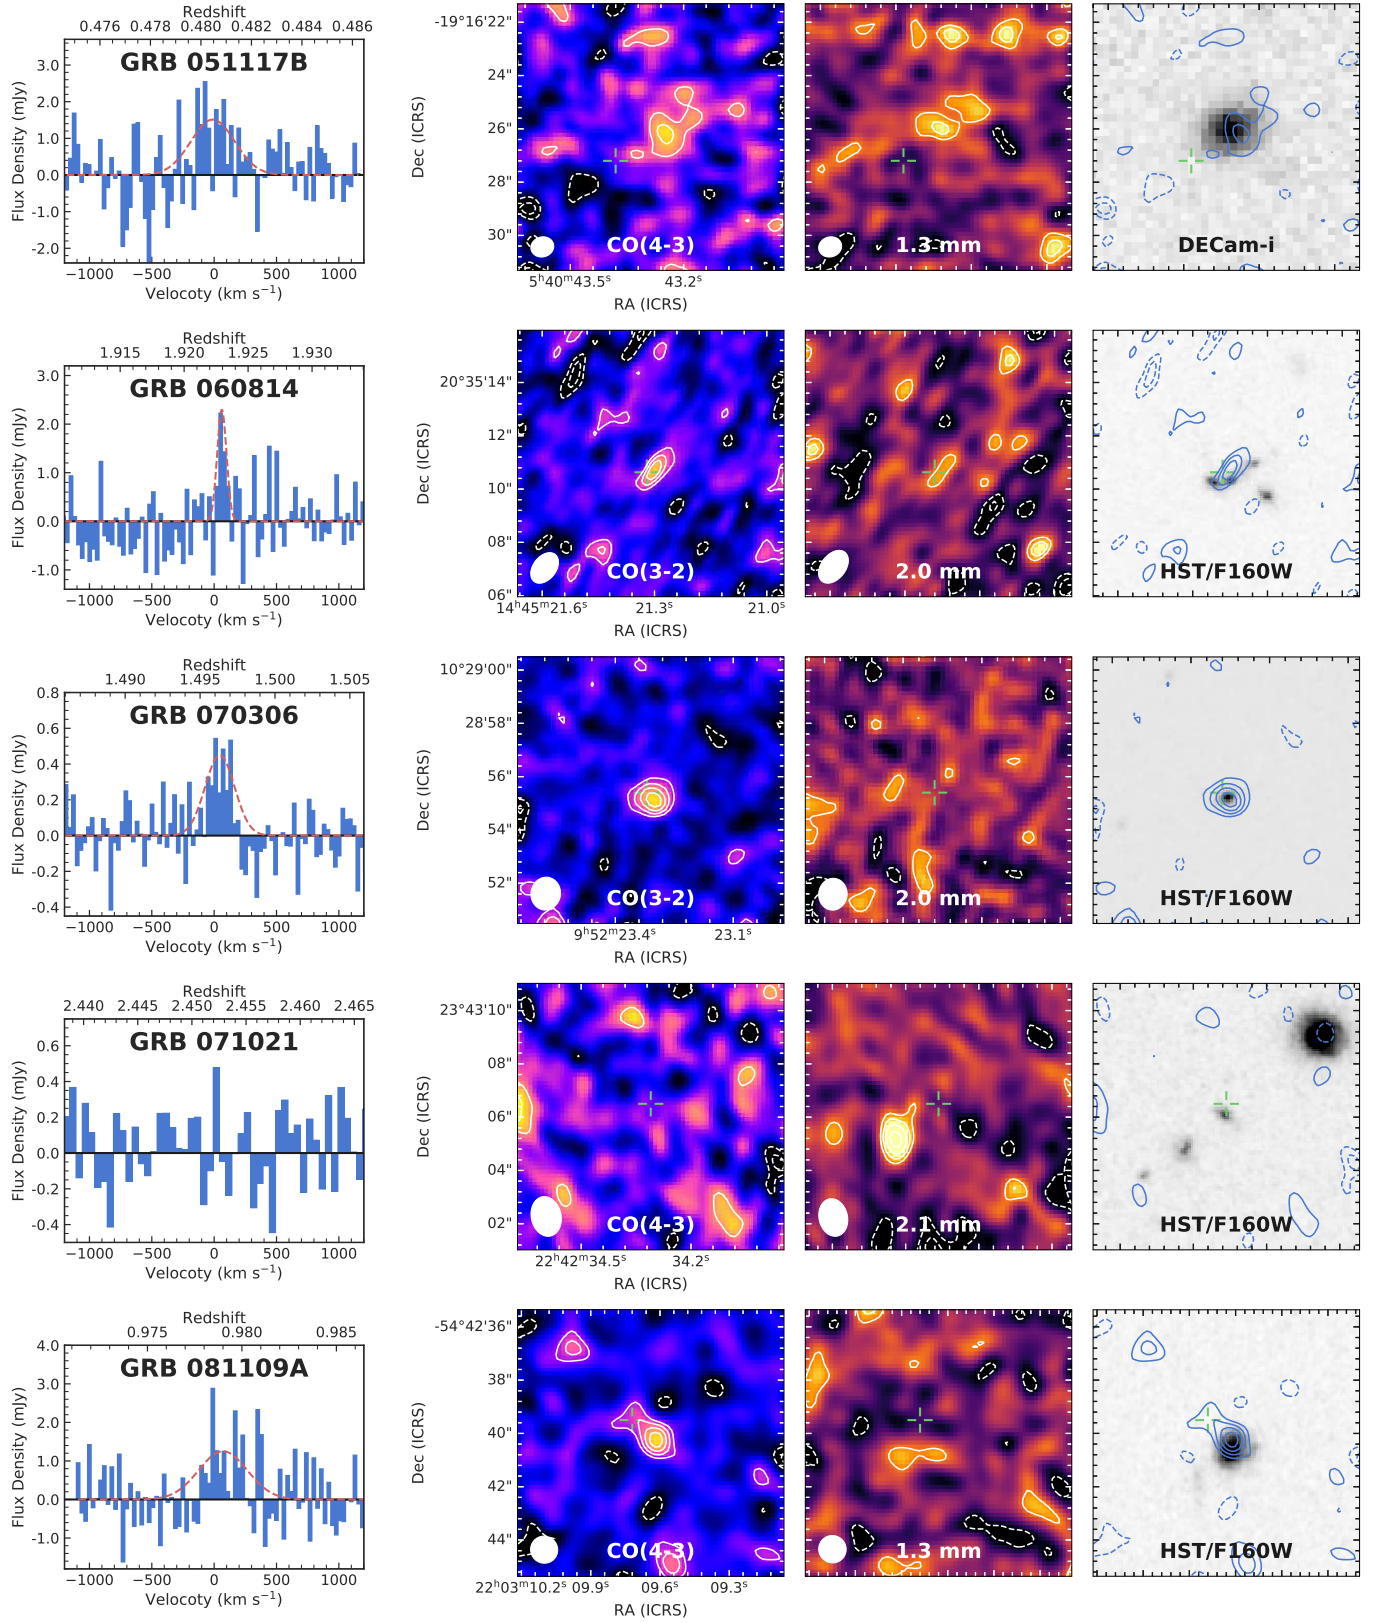 Redshift
0.476 0.478 0.480 0.482 0.484 0.486
GRB 051117B
Flux Density (mJy)
3.0
2.0
1.0
0.0
-1.0
-2.0
−1000 −500 0 500 1000
Velocoty (km s⁻¹)
Dec (ICRS)
-19°16'22"
24"
26"
28"
30"
CO(4-3)
5ʰ40ᵐ43.5ˢ 43.2ˢ
RA (ICRS)
1.3 mm
DECam-i
Redshift
1.915 1.920 1.925 1.930
GRB 060814
Flux Density (mJy)
3.0
2.0
1.0
0.0
-1.0
−1000 −500 0 500 1000
Velocoty (km s⁻¹)
Dec (ICRS)
20°35'14"
12"
10"
08"
06"
CO(3-2)
14ʰ45ᵐ21.6ˢ 21.3ˢ 21.0ˢ
RA (ICRS)
2.0 mm
HST/F160W
Redshift
1.490 1.495 1.500 1.505
GRB 070306
Flux Density (mJy)
0.8
0.6
0.4
0.2
0.0
-0.2
-0.4
−1000 −500 0 500 1000
Velocoty (km s⁻¹)
Dec (ICRS)
10°29'00"
28'58"
56"
54"
52"
CO(3-2)
9ʰ52ᵐ23.4ˢ 23.1ˢ
RA (ICRS)
2.0 mm
HST/F160W
Redshift
2.440 2.445 2.450 2.455 2.460 2.465
GRB 071021
Flux Density (mJy)
0.6
0.4
0.2
0.0
-0.2
-0.4
−1000 −500 0 500 1000
Velocoty (km s⁻¹)
Dec (ICRS)
23°43'10"
08"
06"
04"
02"
CO(4-3)
22ʰ42ᵐ34.5ˢ 34.2ˢ
RA (ICRS)
2.1 mm
HST/F160W
Redshift
0.975 0.980 0.985
GRB 081109A
Flux Density (mJy)
4.0
3.0
2.0
1.0
0.0
-1.0
−1000 −500 0 500 1000
Velocoty (km s⁻¹)
Dec (ICRS)
-54°42'36"
38"
40"
42"
44"
CO(4-3)
22ʰ03ᵐ10.2ˢ 09.9ˢ 09.6ˢ 09.3ˢ
RA (ICRS)
1.3 mm
HST/F160W